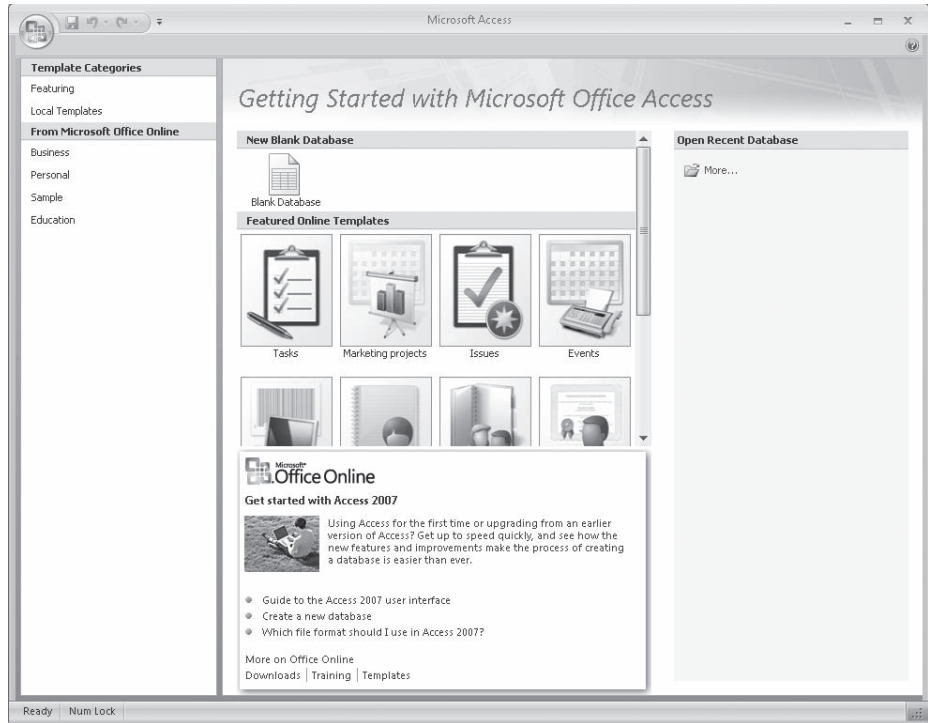 Microsoft Access
Template Categories
Featuring
Local Templates
From Microsoft Office Online
Business
Personal
Sample
Education
Getting Started with Microsoft Office Access
New Blank Database
Blank Database
Featured Online Templates
Tasks
Marketing projects
Issues
Events
Microsoft
Office Online
Get started with Access 2007
Using Access for the first time or upgrading from an earlier
version of Access? Get up to speed quickly, and see how the
new features and improvements make the process of creating
a database is easier than ever.
Guide to the Access 2007 user interface
Create a new database
Which file format should I use in Access 2007?
More on Office Online
Downloads | Training | Templates
Open Recent Database
More...
Ready
Num Lock